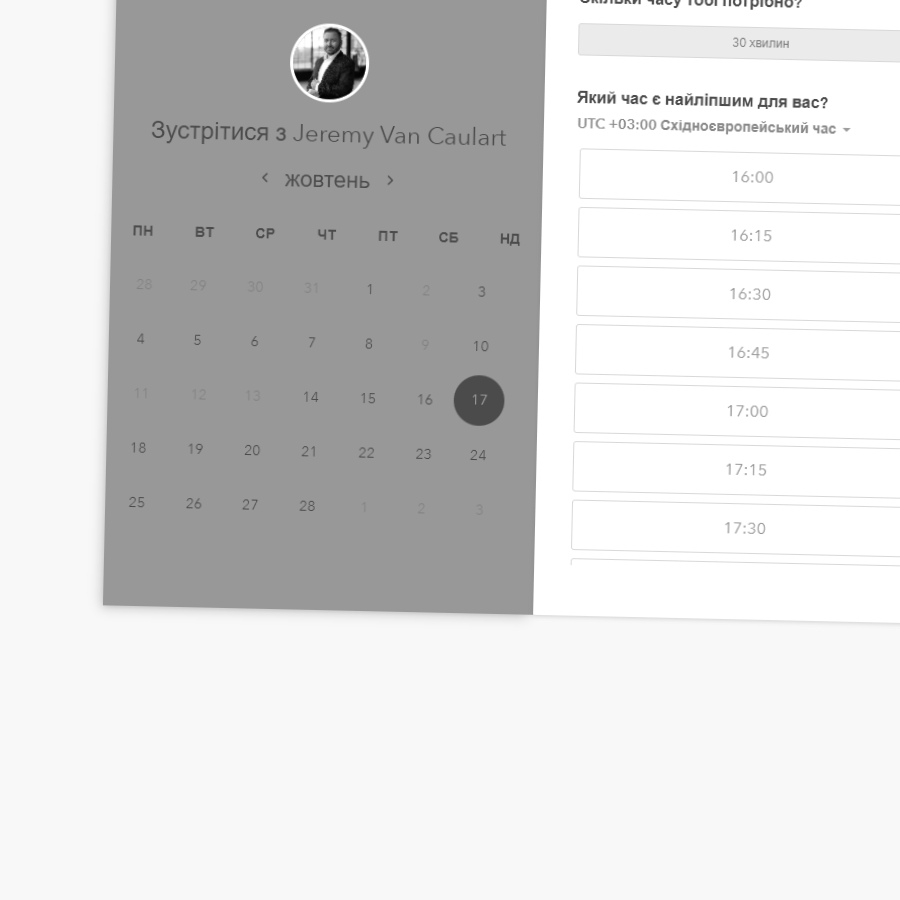 Скільки часу тобі потрібно?
30 хвилин
Який час є найліпшим для вас?
UTC +03:00 Східноєвропейський час
16:00
16:15
16:30
16:45
17:00
17:15
17:30
Зустрітися з Jeremy Van Caulart
жовтень
ПН ВТ СР ЧТ ПТ СБ НД
28 29 30 31 1 2 3
4 5 6 7 8 9 10
11 12 13 14 15 16 17
18 19 20 21 22 23 24
25 26 27 28 1 2 3